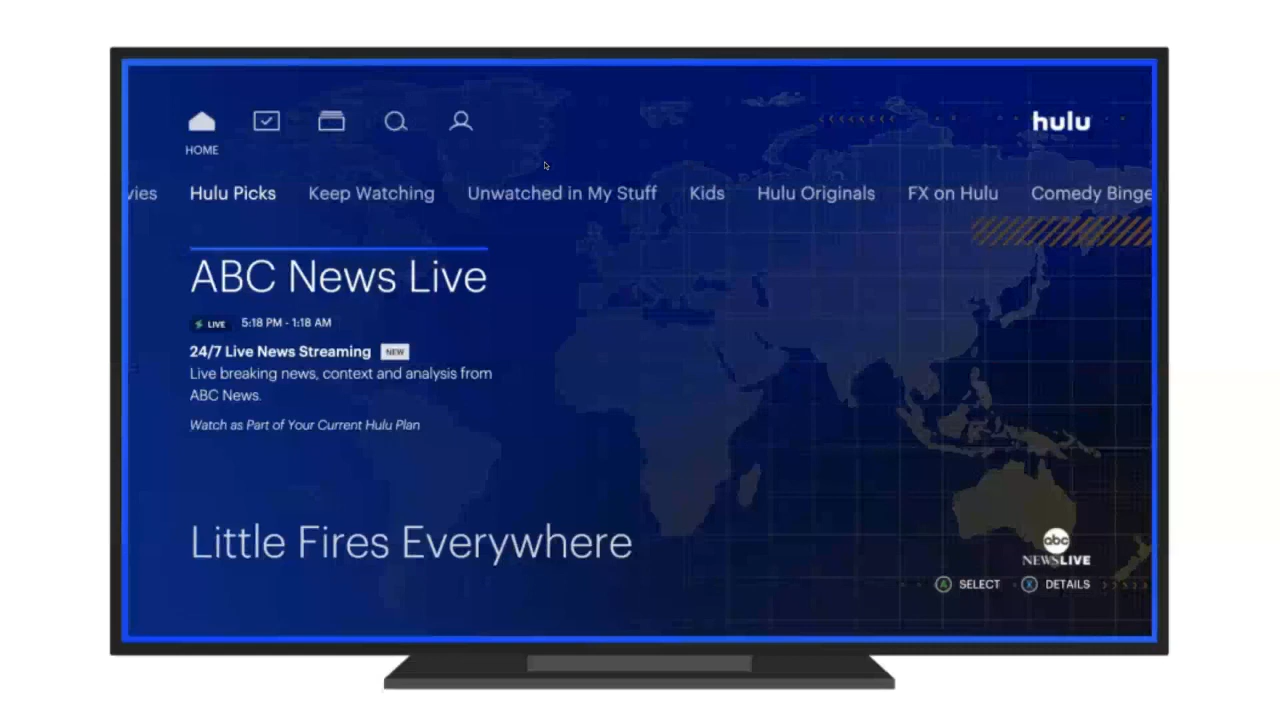 hulu
HOME
vies Hulu Picks Keep Watching Unwatched in My Stuff Kids Hulu Originals FX on Hulu Comedy Binge
ABC News Live
LIVE 5:18 PM - 1:18 AM
24/7 Live News Streaming NEW
Live breaking news, context and analysis from
ABC News.
Watch as Part of Your Current Hulu Plan
Little Fires Everywhere
abc
NEWSLIVE
A SELECT X DETAILS